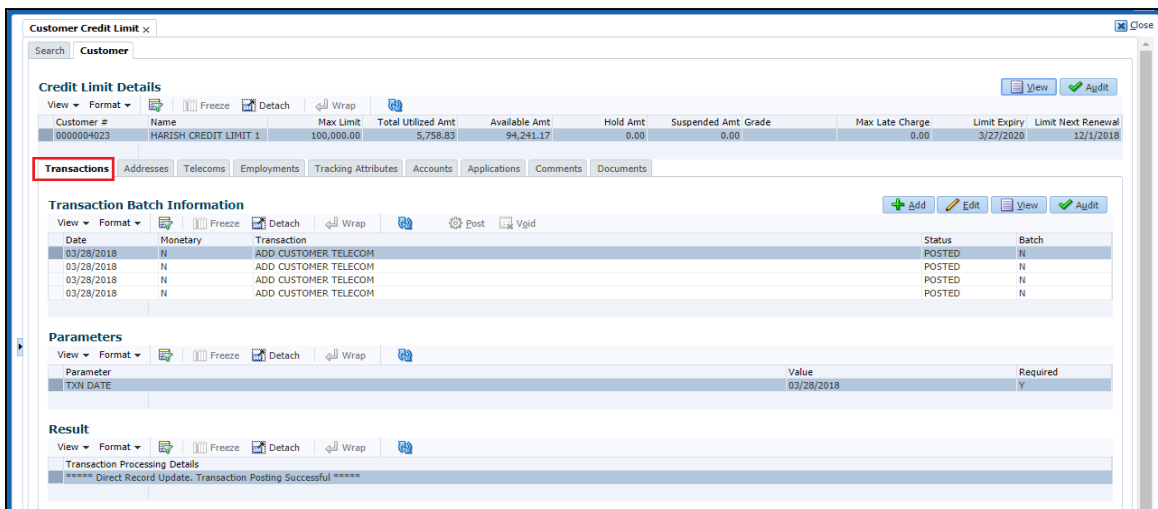 Customer Credit Limit × Close
Search Customer
Credit Limit Details View Audit
View Format Freeze Detach Wrap
Customer # Name Max Limit Total Utilized Amt Available Amt Hold Amt Suspended Amt Grade Max Late Charge Limit Expiry Limit Next Renewal
0000004023 HARISH CREDIT LIMIT 1 100,000.00 5,758.83 94,241.17 0.00 0.00 0.00 3/27/2020 12/1/2018
Transactions Addresses Telecoms Employments Tracking Attributes Accounts Applications Comments Documents
Transaction Batch Information Add Edit View Audit
View Format Freeze Detach Wrap Post Void
Date Monetary Transaction Status Batch
03/28/2018 N ADD CUSTOMER TELECOM POSTED N
03/28/2018 N ADD CUSTOMER TELECOM POSTED N
03/28/2018 N ADD CUSTOMER TELECOM POSTED N
03/28/2018 N ADD CUSTOMER TELECOM POSTED N
Parameters
View Format Freeze Detach Wrap
Parameter Value Required
TXN DATE 03/28/2018 Y
Result
View Format Freeze Detach Wrap
Transaction Processing Details
***** Direct Record Update. Transaction Posting Successful *****